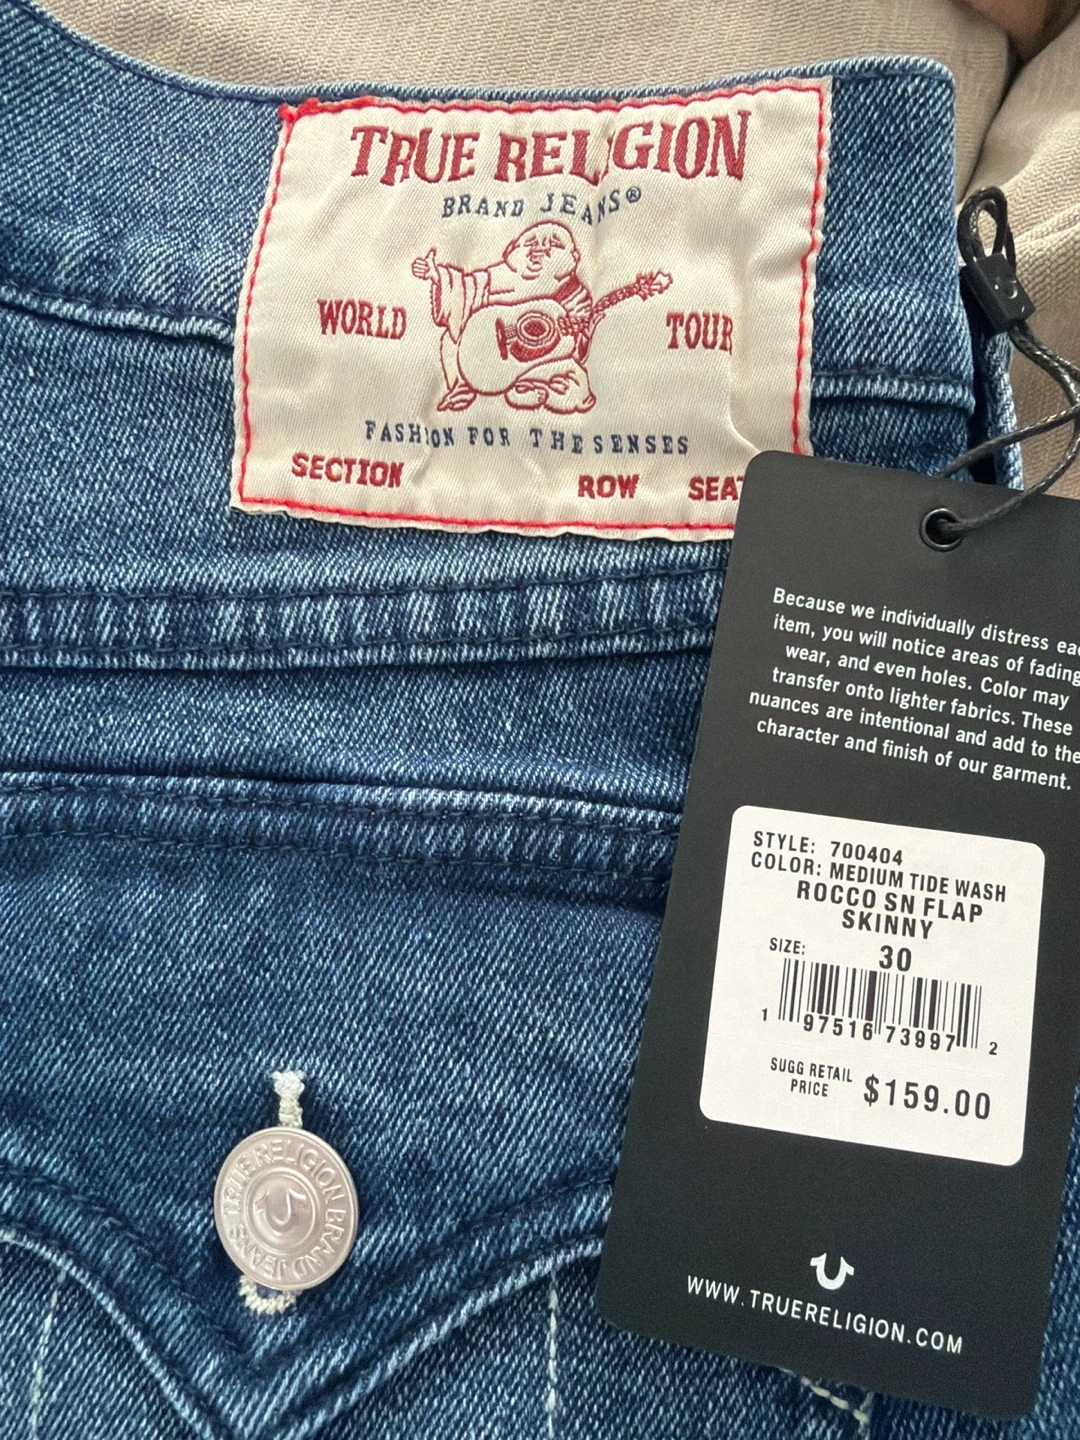 TRUE RELIGION
BRAND JEANS®
WORLD TOUR
FASHION FOR THE SENSES
SECTION ROW SEAT
Because we individually distress
item, you will notice areas of fading
wear, and even holes. Color may
transfer onto lighter fabrics. These
nuances are intentional and add to the
character and finish of our garment.
STYLE: 700404
COLOR: MEDIUM TIDE WASH
ROCCO SN FLAP
SKINNY
SIZE: 30
1 97516 73997 2
SUGG RETAIL
PRICE $159.00
WWW.TRUERELIGION.COM
TRUE RELIGION BRAND JEANS